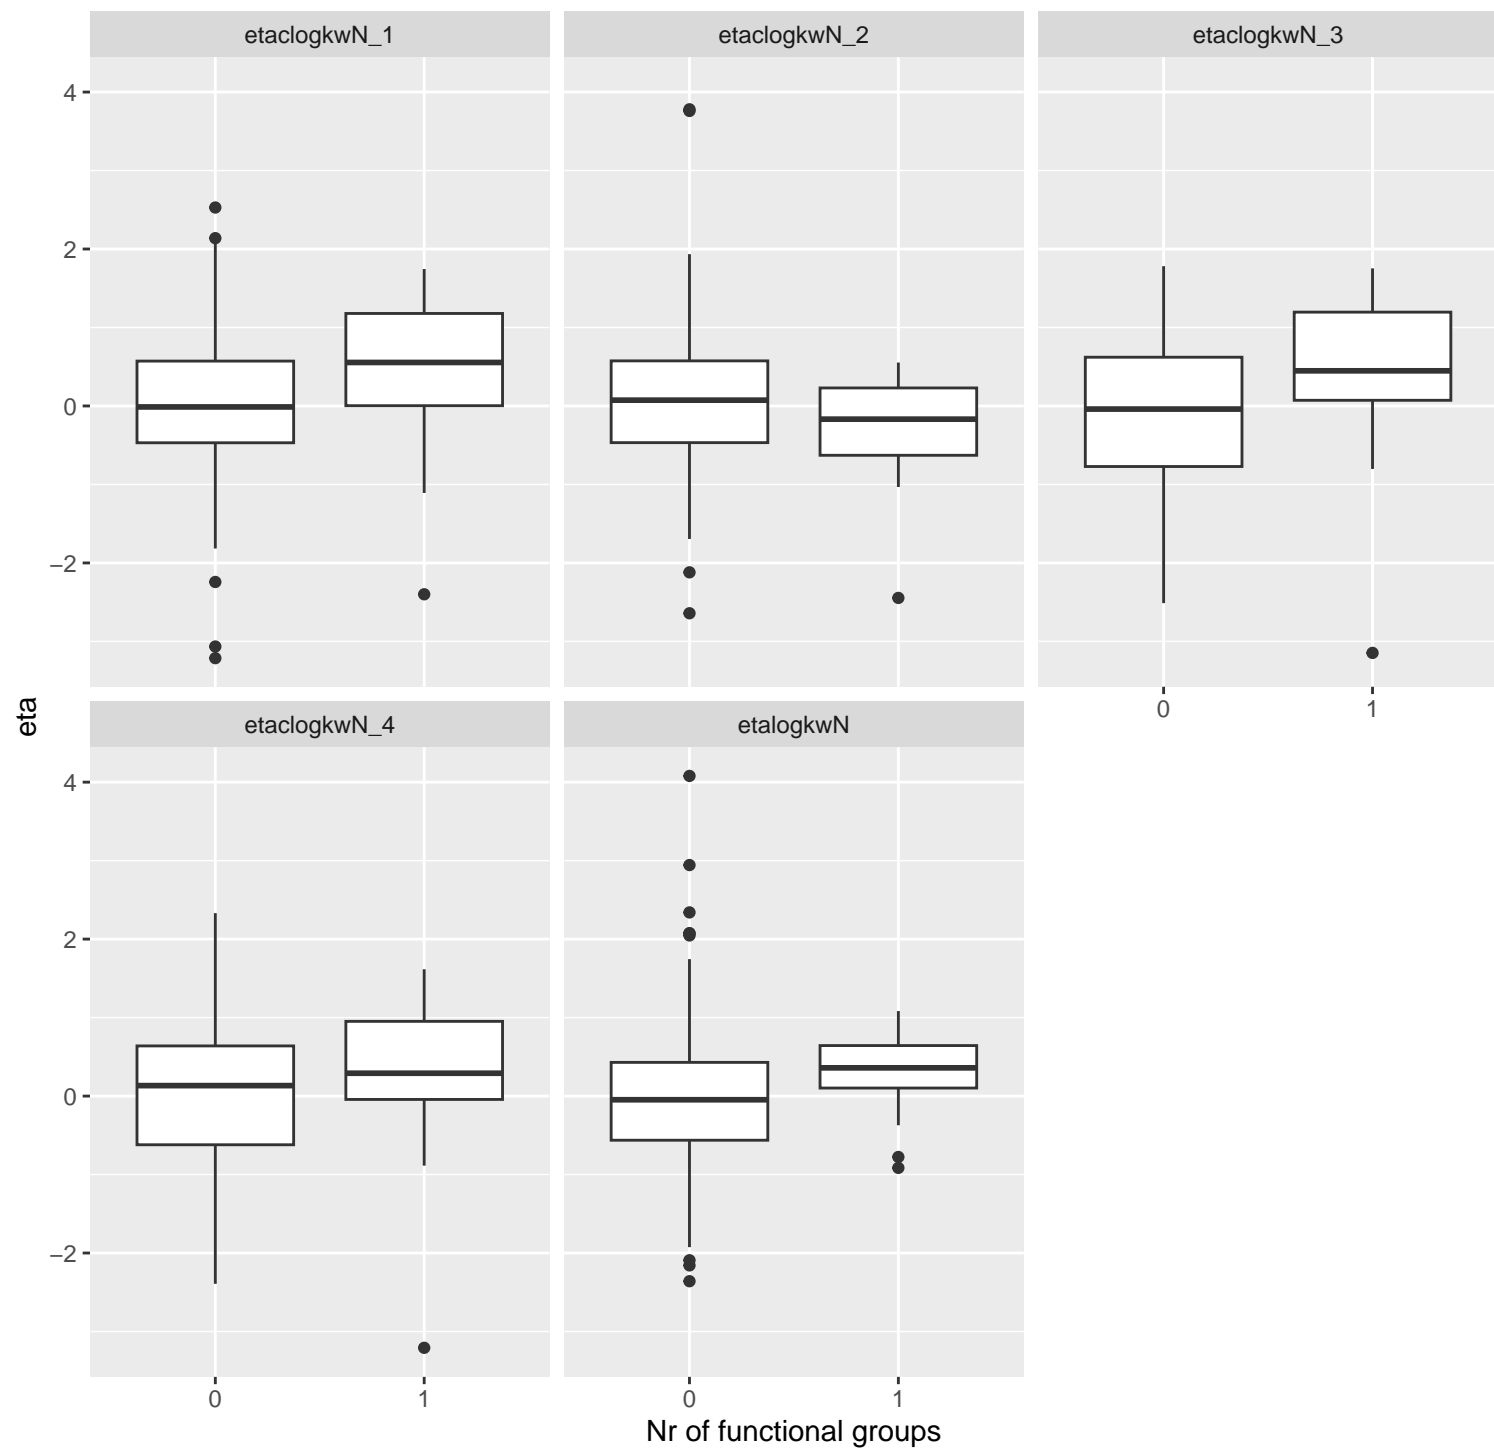 etaclogkwN_1 etaclogkwN_2 etaclogkwN_3
4
2
0
−2
0 1
eta
etaclogkwN_4 etalogkwN
4
2
0
−2
0 1 0 1
Nr of functional groups